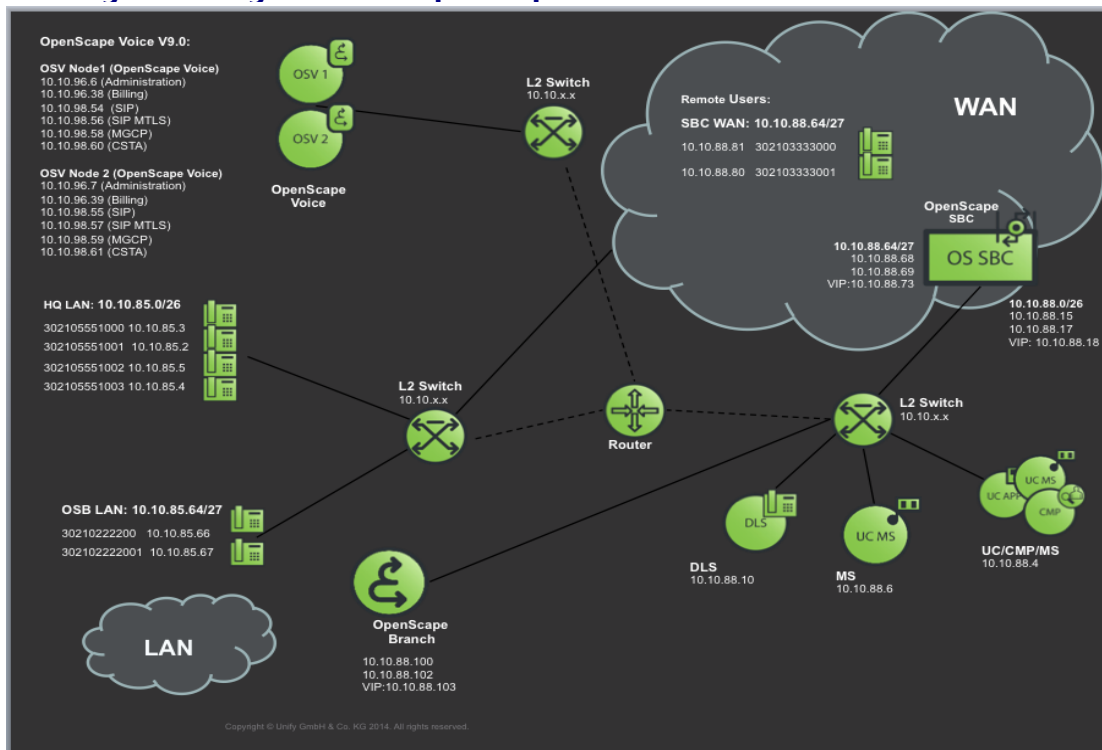 OpenScape Voice V9.0:
OSV Node1 (OpenScape Voice)
10.10.96.6 (Administration)
10.10.96.38 (Billing)
10.10.98.54 (SIP)
10.10.98.56 (SIP MTLS)
10.10.98.58 (MGCP)
10.10.98.60 (CSTA)
OSV Node 2 (OpenScape Voice)
10.10.96.7 (Administration)
10.10.96.39 (Billing)
10.10.98.55 (SIP)
10.10.98.57 (SIP MTLS)
10.10.98.59 (MGCP)
10.10.98.61 (CSTA)
OSV 1
OSV 2
OpenScape
Voice
L2 Switch
10.10.x.x
Remote Users:
SBC WAN: 10.10.88.64/27
10.10.88.81 302103333000
10.10.88.80 302103333001
WAN
OpenScape
SBC
OS SBC
10.10.88.64/27
10.10.88.68
10.10.88.69
VIP:10.10.88.73
10.10.88.0/26
10.10.88.15
10.10.88.17
VIP: 10.10.88.18
HQ LAN: 10.10.85.0/26
302105551000 10.10.85.3
302105551001 10.10.85.2
302105551002 10.10.85.5
302105551003 10.10.85.4
L2 Switch
10.10.x.x
Router
L2 Switch
10.10.x.x
OSB LAN: 10.10.85.64/27
30210222200 10.10.85.66
302102222001 10.10.85.67
LAN
OpenScape
Branch
10.10.88.100
10.10.88.102
VIP:10.10.88.103
DLS
DLS
10.10.88.10
UC MS
MS
10.10.88.6
UC MS
UC APP
CMP
UC/CMP/MS
10.10.88.4
Copyright © Unify GmbH & Co. KG 2014. All rights reserved.